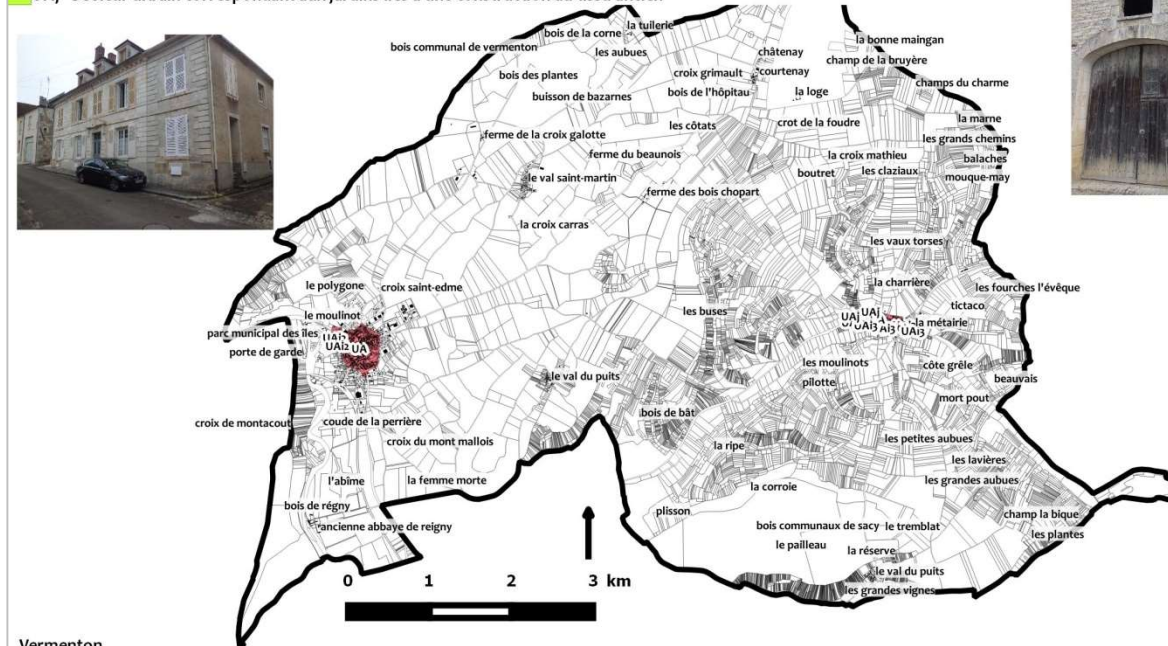 bois de la corne
la tuilerie
bois communal de vermenton
les aubues
la bonne maingan
châtenay
champ de la bruyère
bois des plantes
croix grimault
courtenay
champs du charme
buisson de bazarnes
bois de l'hôpitau
la loge
la marne
les côtats
crot de la foudre
ferme de la croix galotte
les grands chemins
ferme du beaunois
la croix mathieu
balaches
boutret
les claziaux
mouque-may
le val saint-martin
ferme des bois chopart
la croix carras
les vaux torses
le polygone
croix saint-edme
la charrière
les fourches l'évêque
tictaco
le moulinot
les buses
UAj
UAj
parc municipal des îles
UAi3
UAi3
la métairie
UAi2
UA
porte de garde
les moulinots
côte grêle
le val du puits
pilotte
beauvais
mort pout
bois de bât
croix de montacout
coude de la perrière
croix du mont mallois
la ripe
les petites aubues
les lavières
l'abîme
la femme morte
la corroie
les grandes aubues
bois de régny
plisson
champ la bique
ancienne abbaye de reigny
bois communaux de sacy
le tremblat
les plantes
le pailleau
la réserve
le val du puits
les grandes vignes
0 1 2 3 km
Vermenton